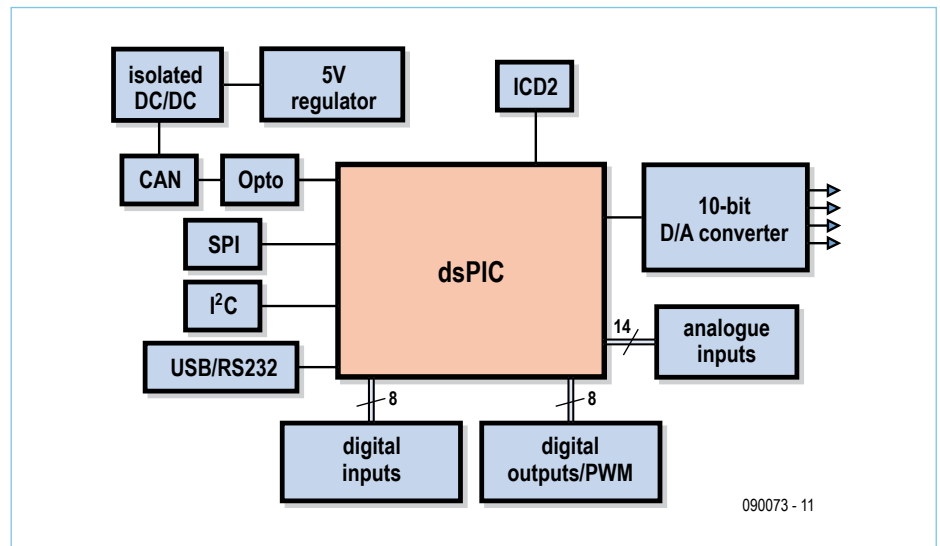 isolated
DC/DC
5V
regulator
ICD2
CAN
Opto
10-bit
D/A converter
SPI
dsPIC
I²C
14
analogue
inputs
USB/RS232
8
8
digital
inputs
digital
outputs/PWM
090073 - 11